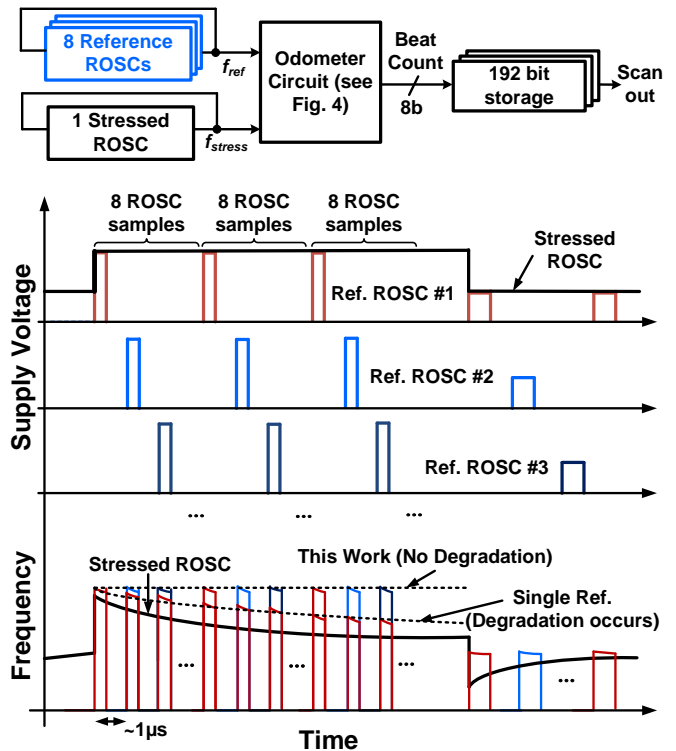 8 Reference
ROSCs
f_ref
1 Stressed
ROSC
f_stress
Odometer
Circuit (see
Fig. 4)
Beat
Count
8b
192 bit
storage
Scan
out
8 ROSC
samples
8 ROSC
samples
8 ROSC
samples
Stressed
ROSC
Supply Voltage
Ref. ROSC #1
Ref. ROSC #2
Ref. ROSC #3
... ... ...
Frequency
Stressed ROSC
This Work (No Degradation)
Single Ref.
(Degradation occurs)
... ... ... ...
~1µs
Time